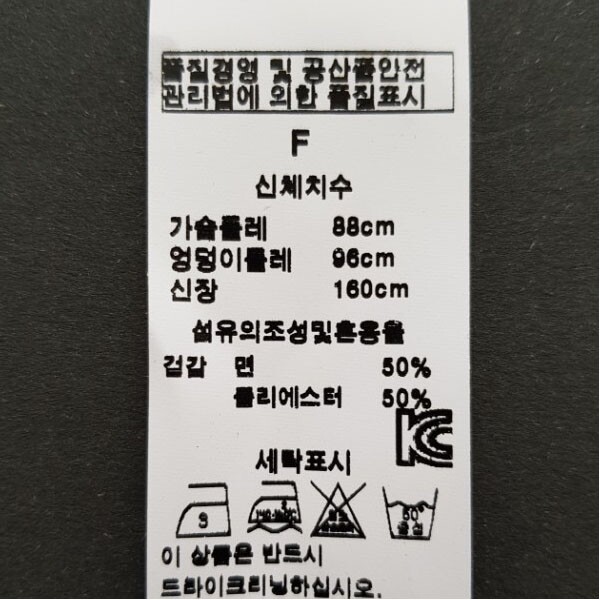 품질경영 및 공산품안전
관리법에 의한 품질표시
F
신체치수
가슴둘레 88cm
엉덩이둘레 96cm
신장 160cm
섬유의조성및혼용율
겉감 면 50%
폴리에스터 50%
KC
세탁표시
3 60°
이 상품은 반드시
드라이크리닝하십시오.